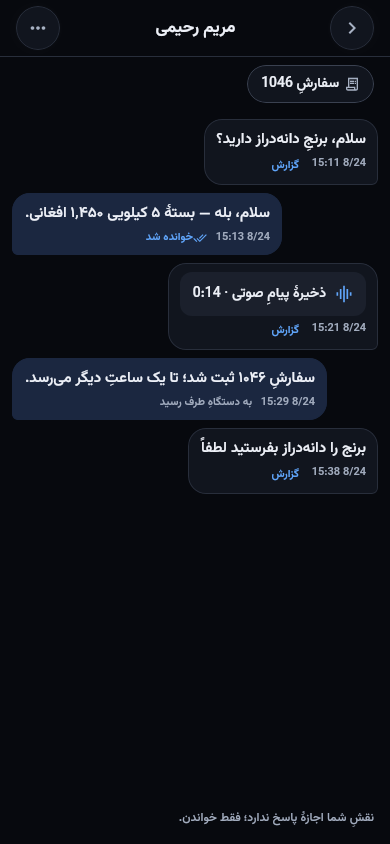 مریم رحیمی
سفارشِ 1046
سلام، برنجِ دانه‌دراز دارید؟
8/24 15:11 گزارش
سلام، بله — بستهٔ ۵ کیلویی ۱,۴۵۰ افغانی.
8/24 15:13 خوانده شد
ذخیرهٔ پیامِ صوتی · 0:14
8/24 15:21 گزارش
سفارشِ ۱۰۴۶ ثبت شد؛ تا یک ساعتِ دیگر می‌رسد.
8/24 15:29 به دستگاهِ طرف رسید
برنج را دانه‌دراز بفرستید لطفاً
8/24 15:38 گزارش
نقشِ شما اجازهٔ پاسخ ندارد؛ فقط خواندن.